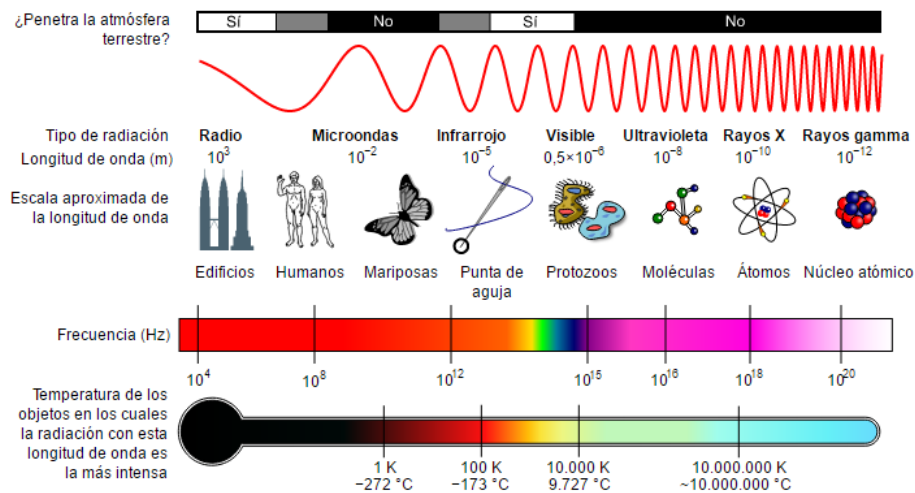 ¿Penetra la atmósfera
terrestre?
Sí No Sí No
Tipo de radiación Radio Microondas Infrarrojo Visible Ultravioleta Rayos X Rayos gamma
Longitud de onda (m) 10³ 10⁻² 10⁻⁵ 0,5×10⁻⁶ 10⁻⁸ 10⁻¹⁰ 10⁻¹²
Escala aproximada de
la longitud de onda
Edificios Humanos Mariposas Punta de
aguja
Protozoos Moléculas Átomos Núcleo atómico
Frecuencia (Hz)
10⁴ 10⁸ 10¹² 10¹⁵ 10¹⁶ 10¹⁸ 10²⁰
Temperatura de los
objetos en los cuales
la radiación con esta
longitud de onda es
la más intensa
1 K 100 K 10.000 K 10.000.000 K
−272 °C −173 °C 9.727 °C ~10.000.000 °C